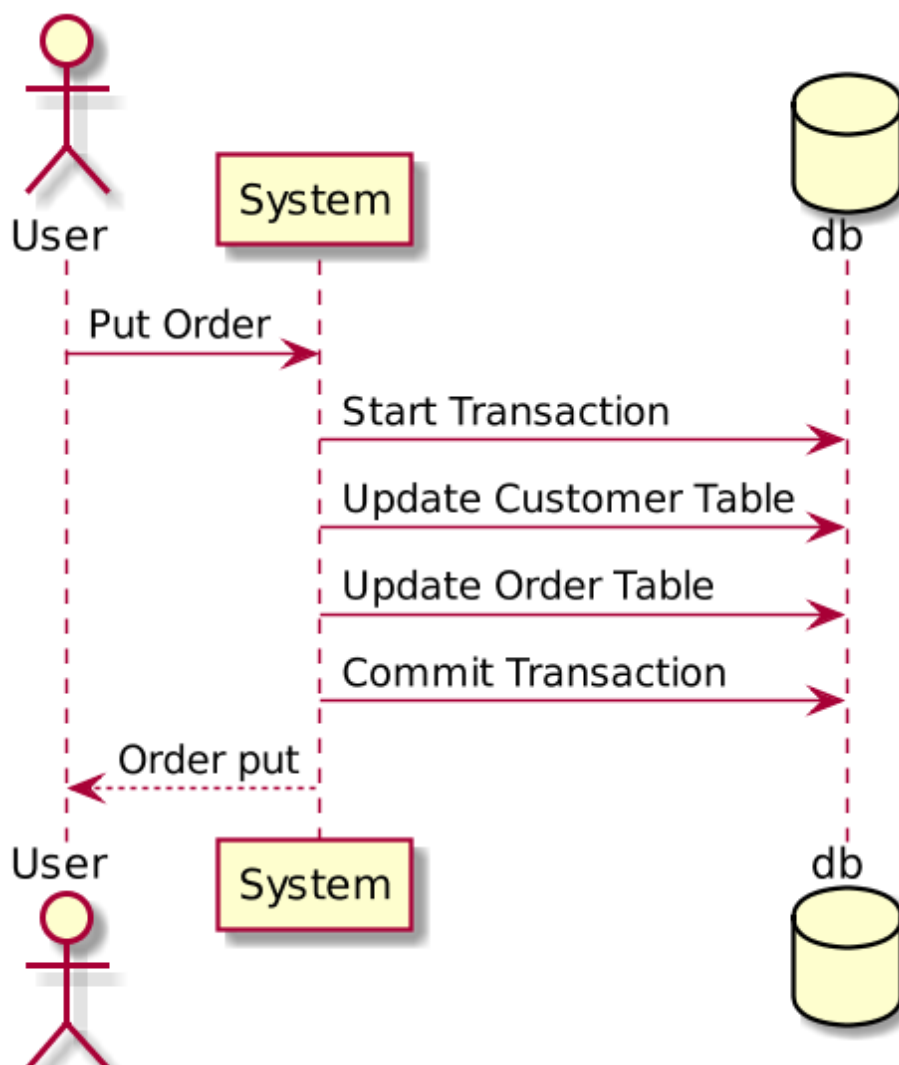 User
System
db
Put Order
Start Transaction
Update Customer Table
Update Order Table
Commit Transaction
Order put
User
System
db